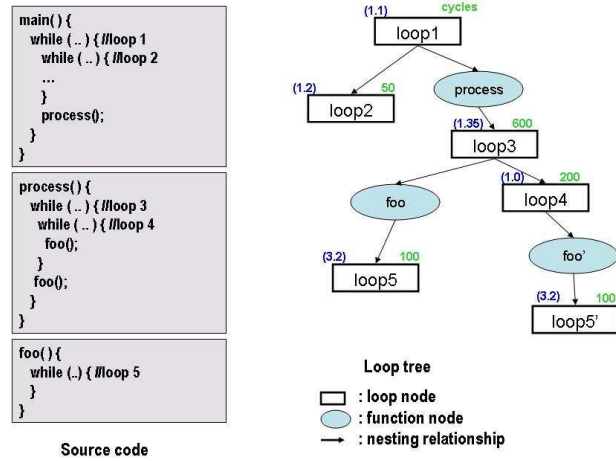 main() {
while ( .. ) { //loop 1
while ( .. ) { //loop 2
...
}
process();
}
}
process() {
while ( .. ) { //loop 3
while ( .. ) { //loop 4
foo();
}
foo();
}
}
foo( ) {
while (..) { //loop 5
}
}
Source code
(1.1) cycles
loop1
(1.2) 50
loop2
process
(1.35) 600
loop3
foo
(1.0) 200
loop4
(3.2) 100
loop5
foo'
(3.2) 100
loop5'
Loop tree
: loop node
: function node
: nesting relationship